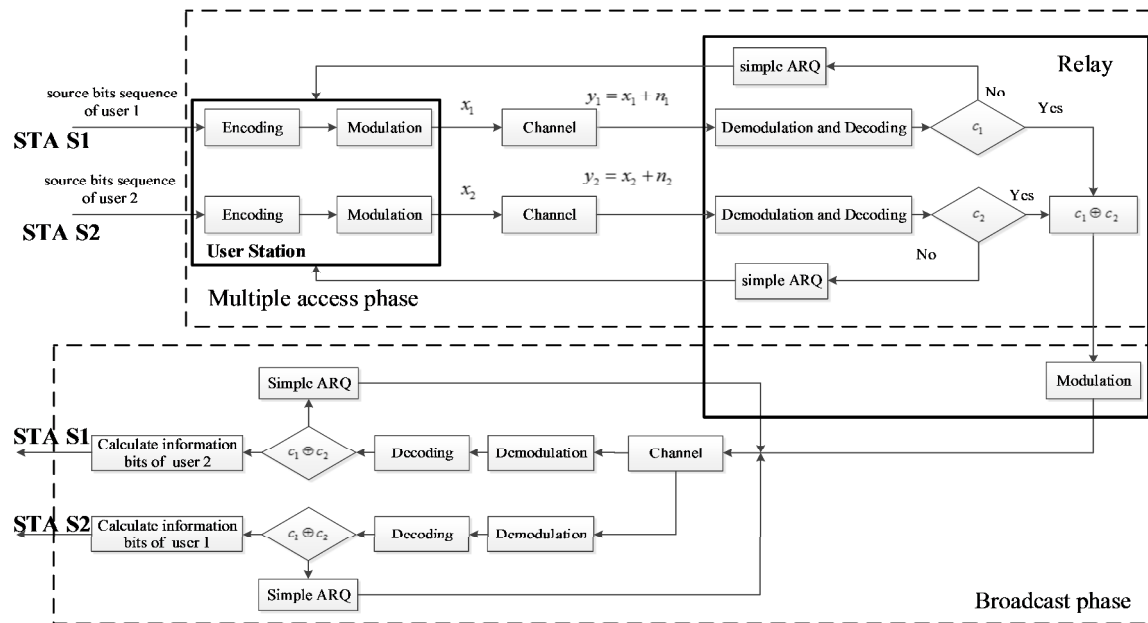 simple ARQ
Relay
No
source bits sequence
of user 1
x₁
y₁ = x₁ + n₁
Yes
STA S1
Encoding
Modulation
Channel
Demodulation and Decoding
c₁
source bits sequence
of user 2
x₂
y₂ = x₂ + n₂
Yes
STA S2
Encoding
Modulation
Channel
Demodulation and Decoding
c₂
c₁ ⊕ c₂
User Station
No
simple ARQ
Multiple access phase
Modulation
Simple ARQ
STA S1
Calculate information
bits of user 2
c₁ ⊕ c₂
Decoding
Demodulation
Channel
STA S2
Calculate information
bits of user 1
c₁ ⊕ c₂
Decoding
Demodulation
Simple ARQ
Broadcast phase